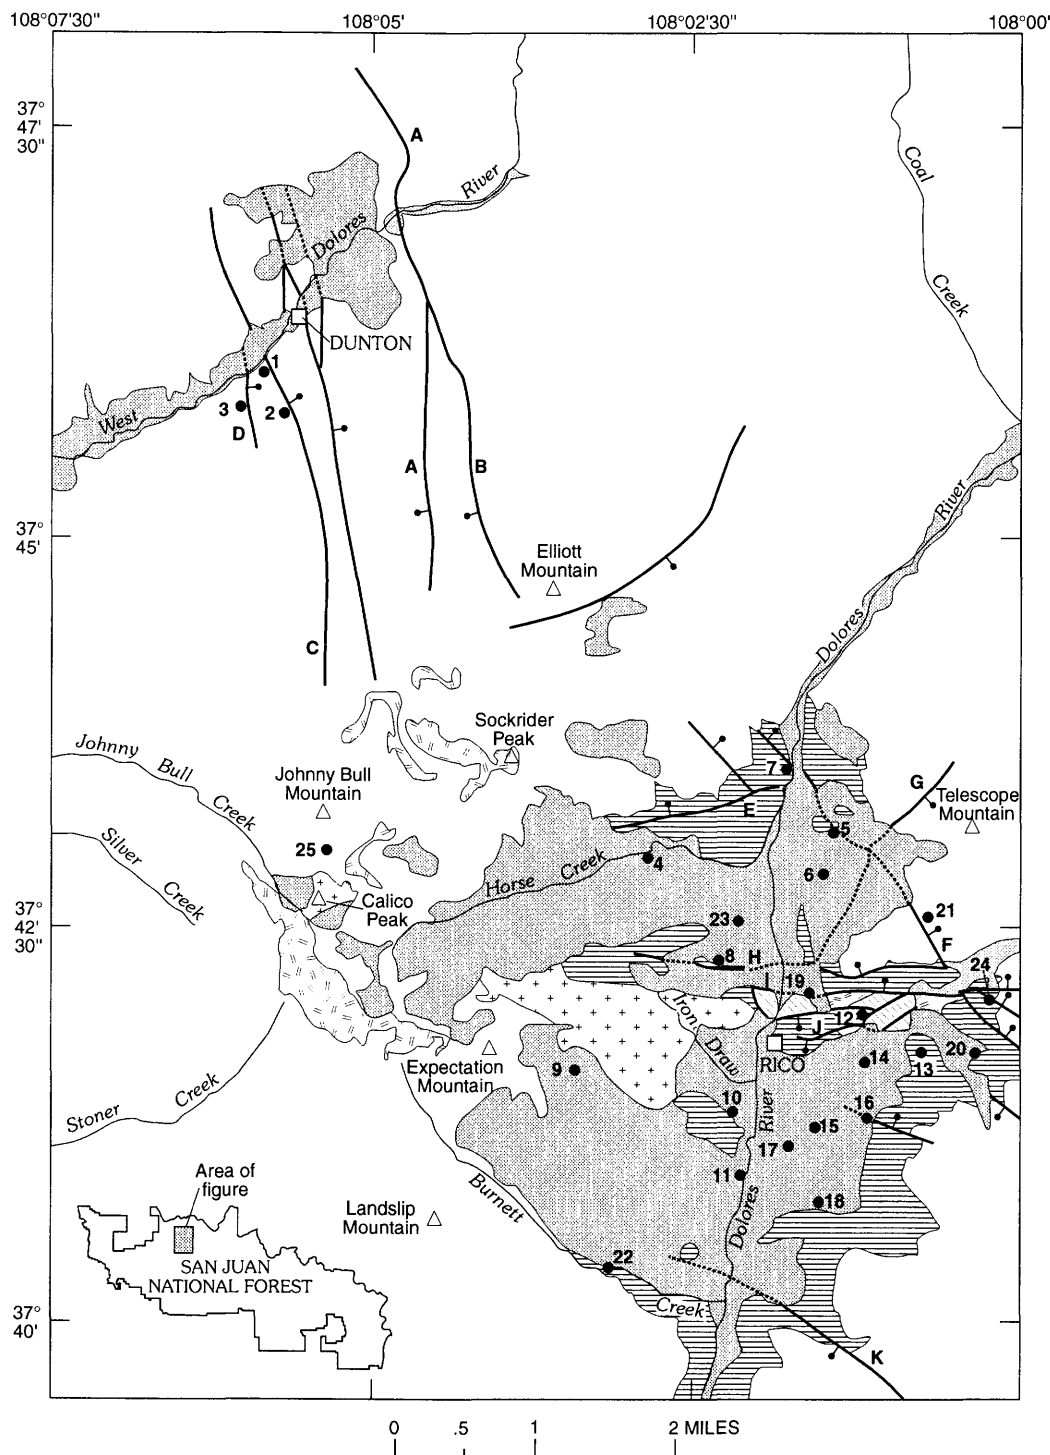 108°07'30"
108°05'
108°02'30"
108°00'
37°
47'
30"
A
Coal
Creek
River
Dolores
DUNTON
1
3
2
D
West
A
B
River
37°
45'
Elliott
Mountain
Dolores
C
Sockrider
Peak
Johnny
Bull
Creek
Johnny Bull
Mountain
7
G
Telescope
Mountain
E
5
Silver
Creek
25
4
Horse
Creek
6
Calico
Peak
37°
42'
30"
23
21
8
H
F
24
I
19
Iron
Draw
12
J
RICO
Expectation
Mountain
9
14
13
20
Stoner
Creek
10
River
16
15
17
Area of
figure
11
Burnett
Landslip
Mountain
18
Dolores
SAN JUAN
NATIONAL FOREST
22
Creek
37°
40'
K
0
.5
1
2 MILES